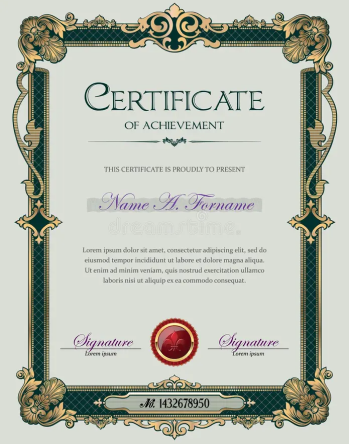 CERTIFICATE
OF ACHIEVEMENT
THIS CERTIFICATE IS PROUDLY TO PRESENT
Name A. Forname
dreamstime.
Lorem ipsum dolor sit amet, consectetur adipiscing elit, sed do
eiusmod tempor incididunt ut labore et dolore magna aliqua.
Ut enim ad minim veniam, quis nostrud exercitation ullamco
laboris nisi ut aliquip ex ea commodo consequat.
Signature Signature
Lorem ipsum Lorem ipsum
№. 1432678950